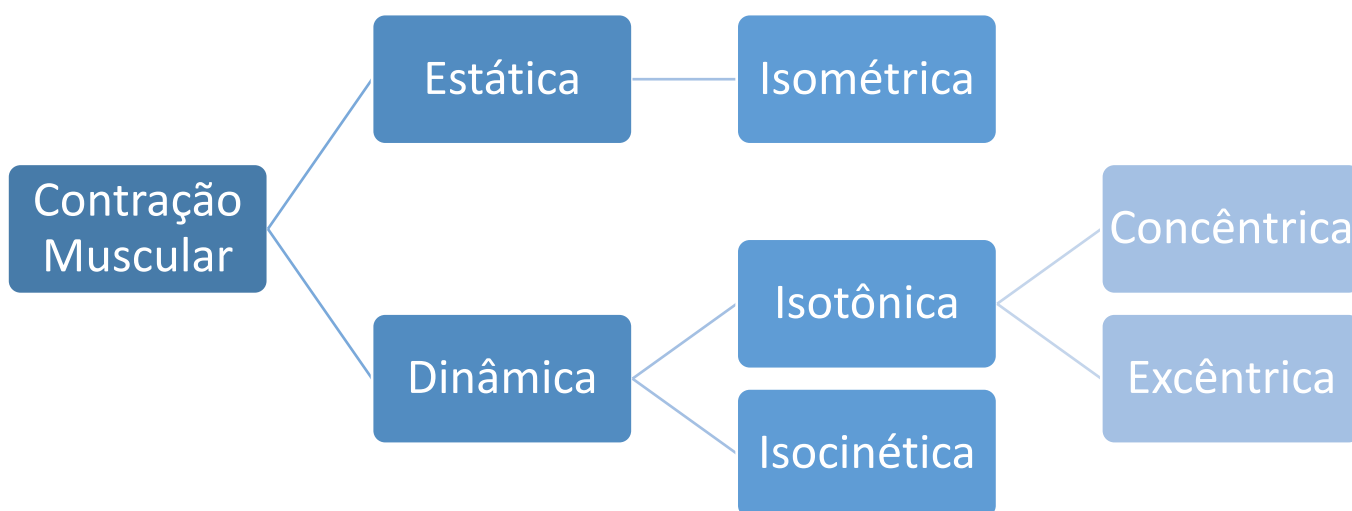 Contração
Muscular
Estática
Isométrica
Dinâmica
Isotônica
Concêntrica
Excêntrica
Isocinética